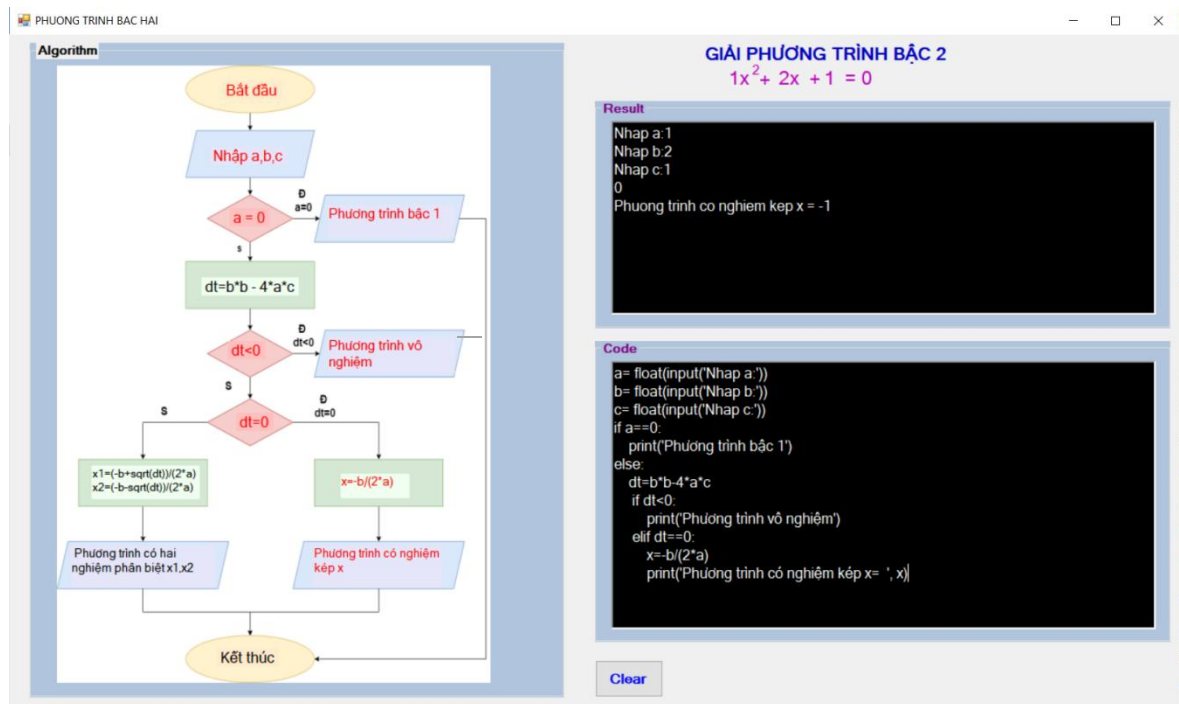 PHUONG TRINH BAC HAI
Algorithm
Bắt đầu
Nhập a,b,c
a = 0
Đ
a=0
Phương trình bậc 1
s
dt=b*b - 4*a*c
dt<0
Đ
dt<0
Phương trình vô
nghiệm
S
dt=0
S
Đ
dt=0
x1=(-b+sqrt(dt))/(2*a)
x2=(-b-sqrt(dt))/(2*a)
x=-b/(2*a)
Phương trình có hai
nghiệm phân biệt x1,x2
Phương trình có nghiệm
kép x
Kết thúc
GIẢI PHƯƠNG TRÌNH BẬC 2
1x²+ 2x + 1 = 0
Result
Nhap a:1
Nhap b:2
Nhap c:1
0
Phuong trinh co nghiem kep x = -1
Code
a= float(input('Nhap a:'))
b= float(input('Nhap b:'))
c= float(input('Nhap c:'))
if a==0:
print('Phương trình bậc 1')
else:
dt=b*b-4*a*c
if dt<0:
print('Phương trình vô nghiệm')
elif dt==0:
x=-b/(2*a)
print('Phương trình có nghiệm kép x=  ', x)
Clear